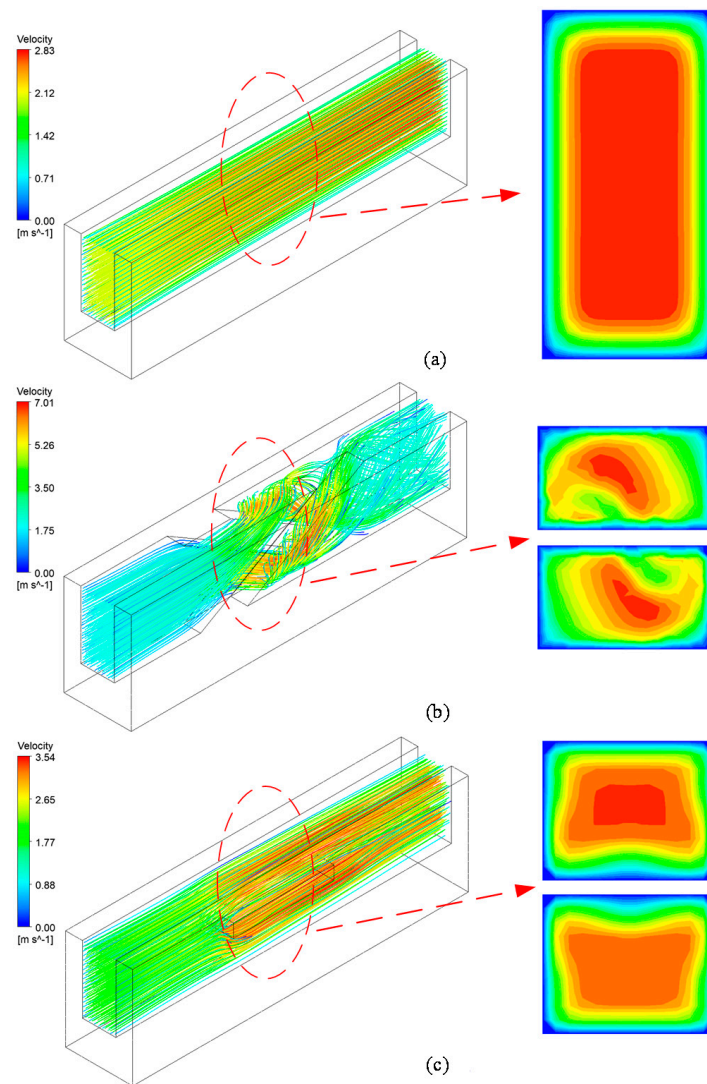 Velocity
2.83
2.12
1.42
0.71
0.00
[m s^-1]
(a)
Velocity
7.01
5.26
3.50
1.75
0.00
[m s^-1]
(b)
Velocity
3.54
2.65
1.77
0.88
0.00
[m s^-1]
(c)